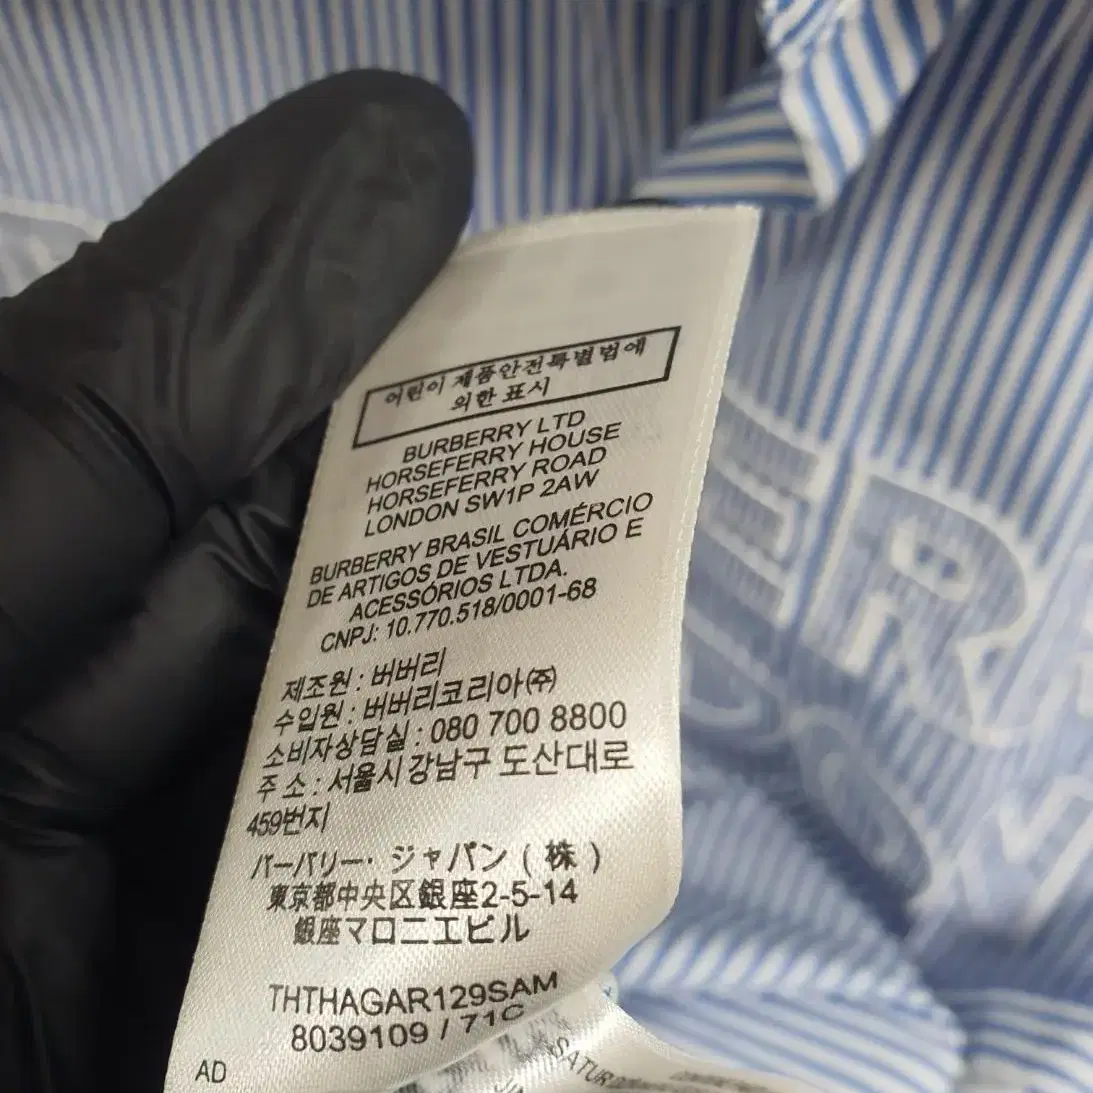 어린이 제품안전특별법에
의한 표시
BURBERRY LTD
HORSEFERRY HOUSE
HORSEFERRY ROAD
LONDON SW1P 2AW
BURBERRY BRASIL COMÉRCIO
DE ARTIGOS DE VESTUÁRIO E
ACESSÓRIOS LTDA.
CNPJ: 10.770.518/0001-68
제조원 : 버버리
수입원 : 버버리코리아㈜
소비자상담실 : 080 700 8800
주 소 : 서울시 강남구 도산대로
459번지
バーバリー・ジャパン ( 株 )
東京都中央区銀座2-5-14
銀座マロニエビル
THTHAGAR129SAM
8039109 / 71C
AD